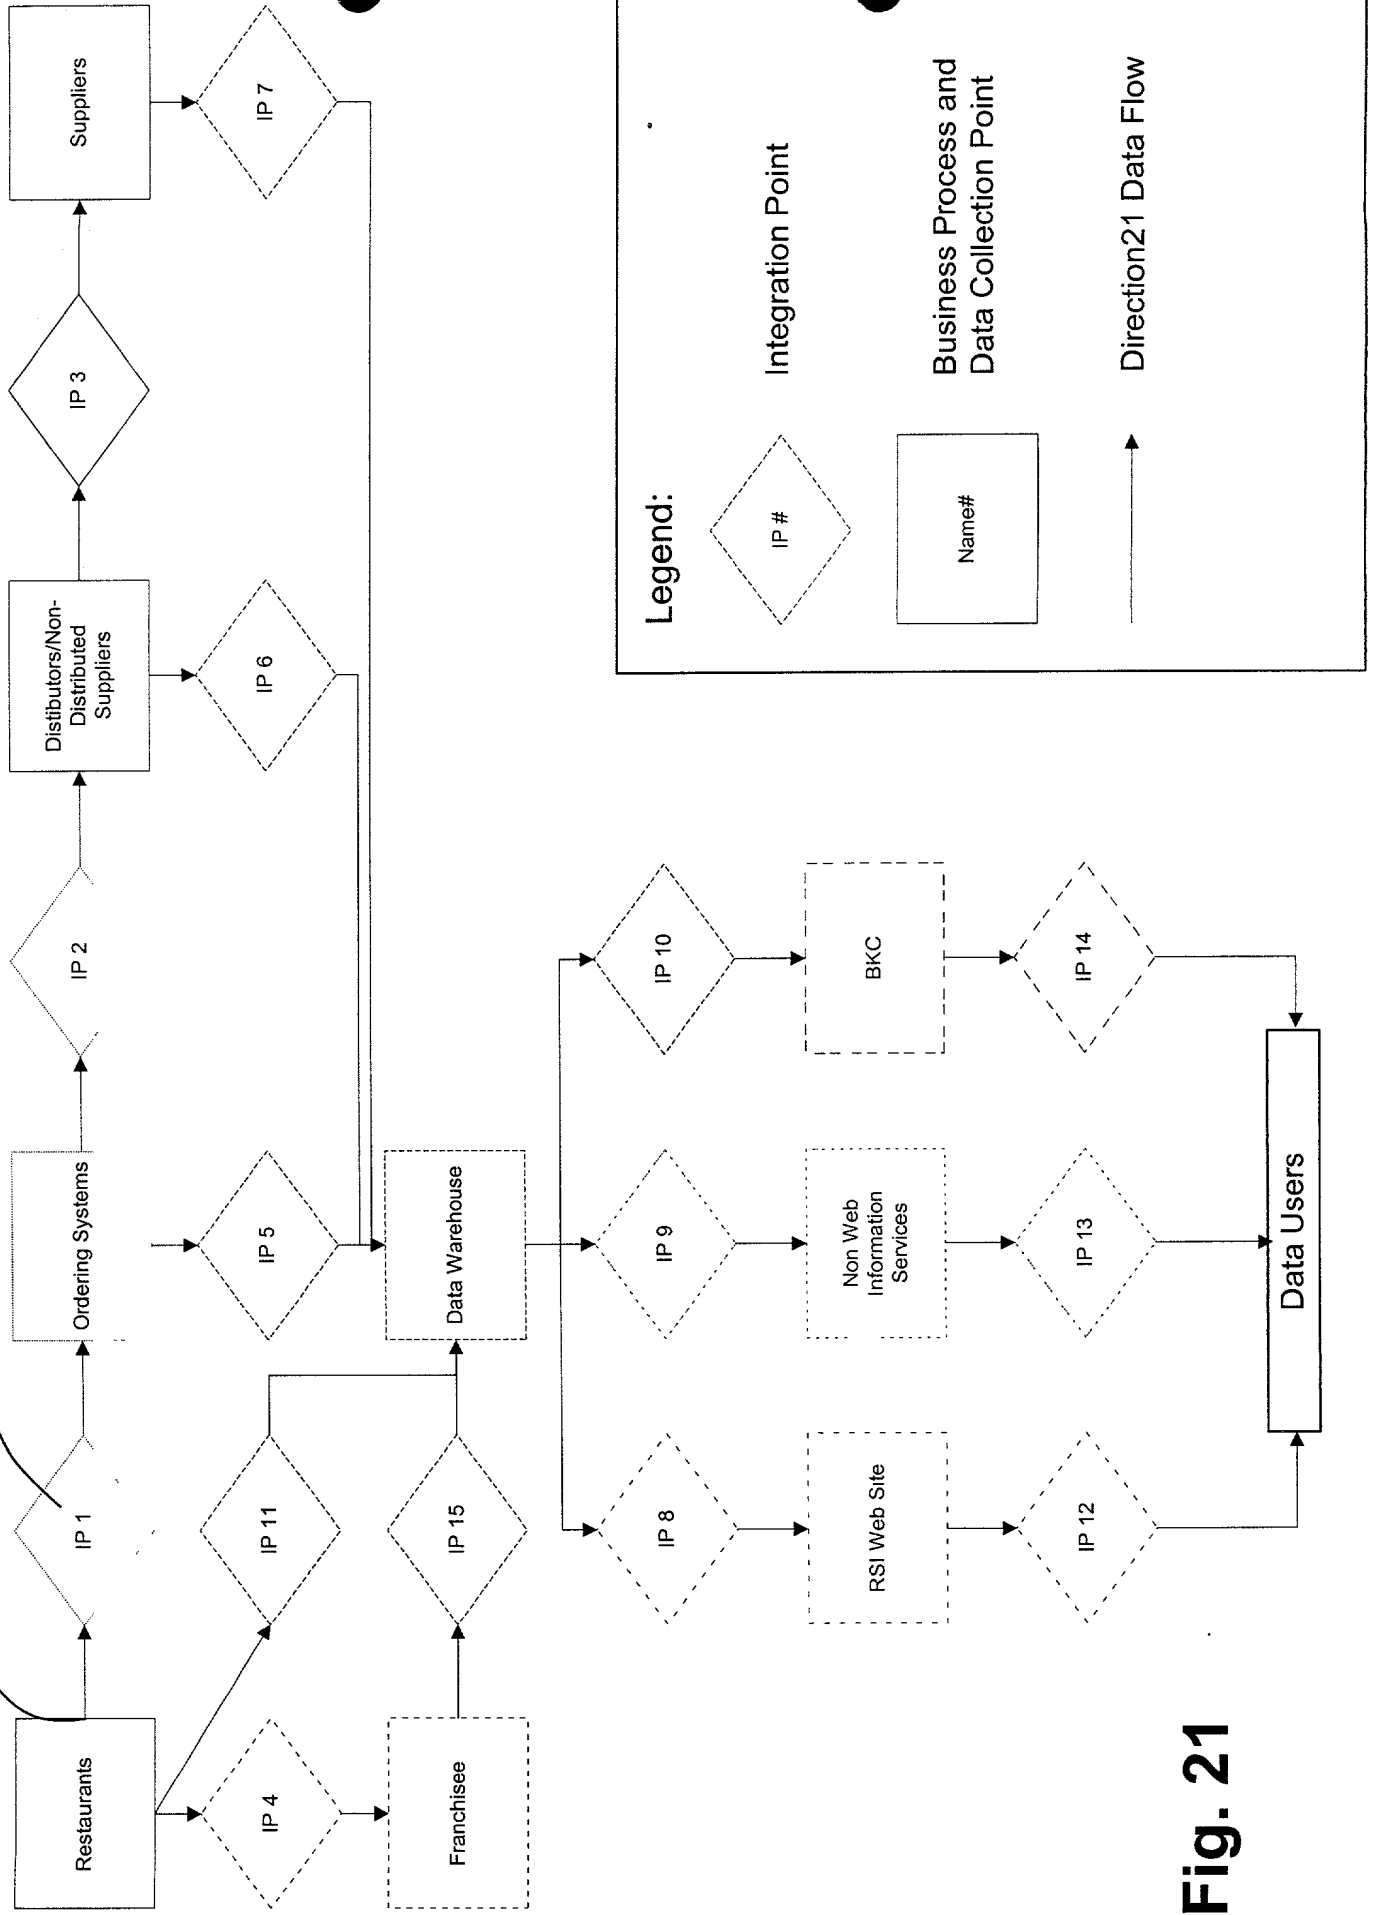 Restaurants
IP 1
Ordering Systems
IP 2
Distibutors/Non-
Distributed
Suppliers
IP 3
Suppliers
IP 4
IP 11
IP 5
IP 6
IP 7
Franchisee
IP 15
Data Warehouse
IP 8
IP 9
IP 10
RSI Web Site
Non Web
Information
Services
BKC
IP 12
IP 13
IP 14
Data Users
Legend:
IP #
Integration Point
Name#
Business Process and
Data Collection Point
Direction21 Data Flow
Fig. 21